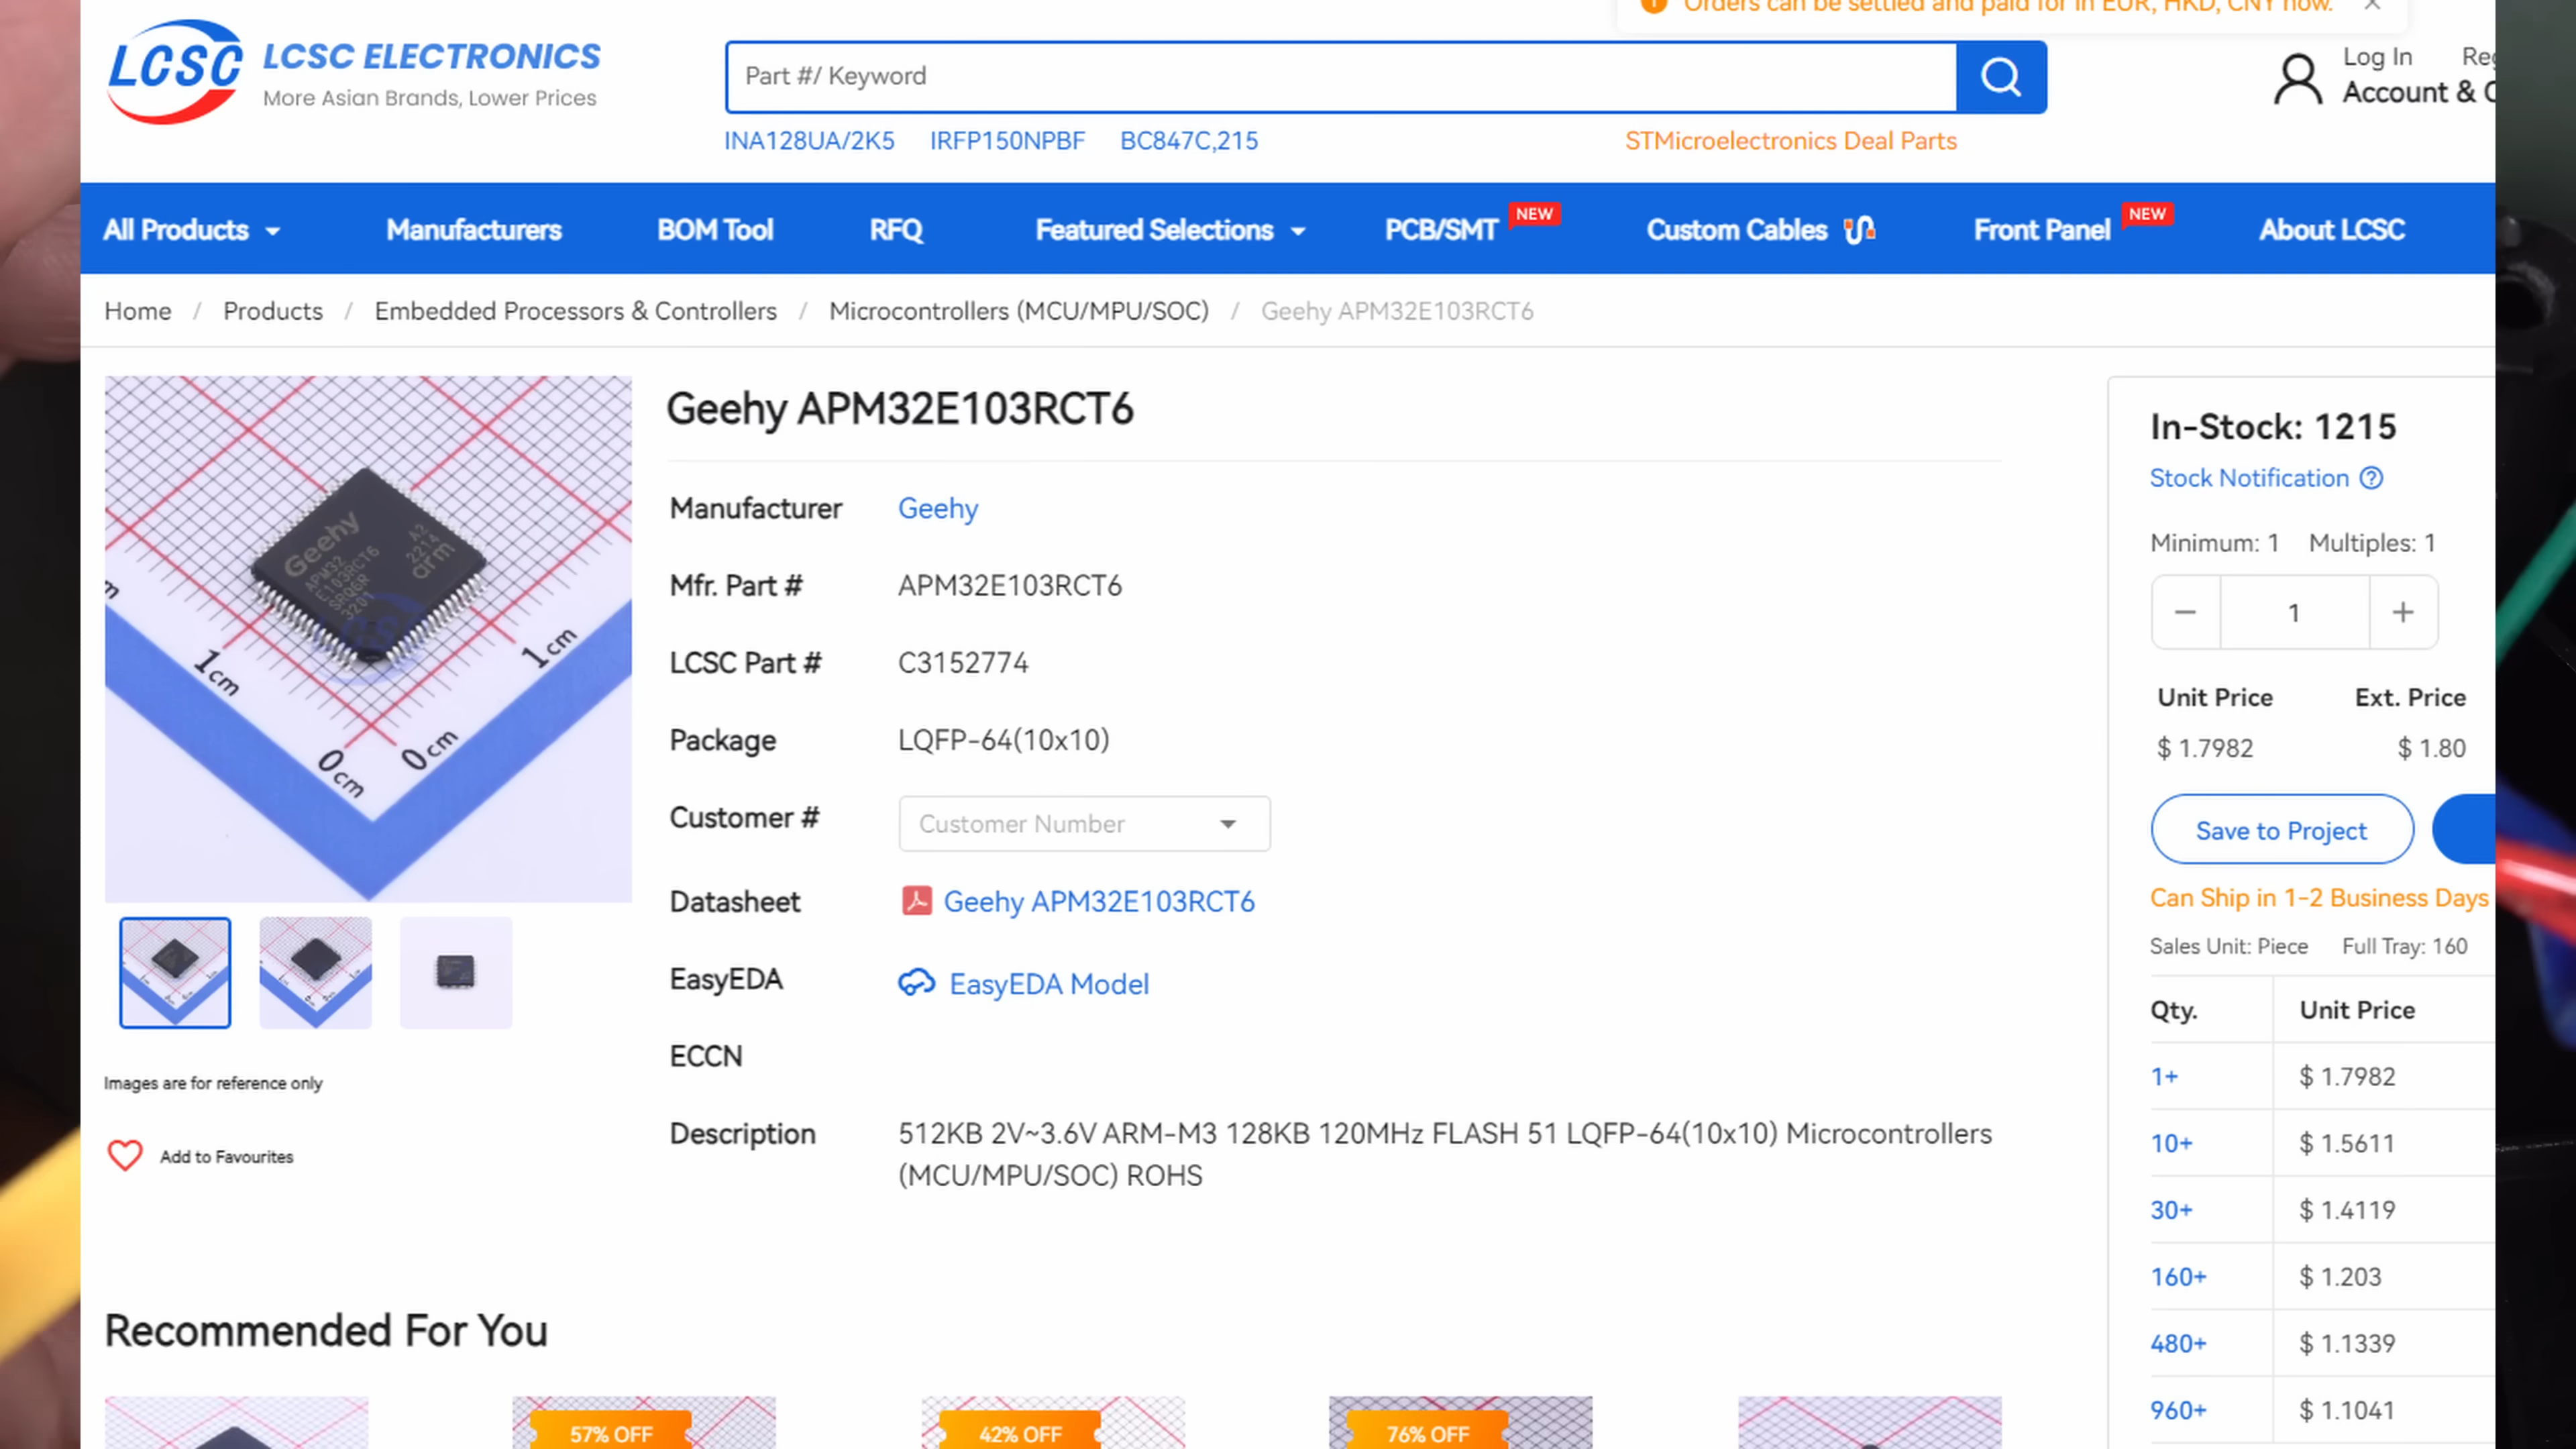 Orders can be settled and paid for in EUR, HKD, CNY now.
LCSC
LCSC ELECTRONICS
More Asian Brands, Lower Prices
Part #/ Keyword
Log In
Account &
INA128UA/2K5 IRFP150NPBF BC847C,215
STMicroelectronics Deal Parts
All Products Manufacturers BOM Tool RFQ Featured Selections PCB/SMT NEW Custom Cables Front Panel NEW About LCSC
Home / Products / Embedded Processors & Controllers / Microcontrollers (MCU/MPU/SOC) / Geehy APM32E103RCT6
Geehy
APM32
E103RCT6
A2
2214
arm
3201
1cm
1cm
0cm
0cm
Images are for reference only
Add to Favourites
Geehy APM32E103RCT6
Manufacturer Geehy
Mfr. Part # APM32E103RCT6
LCSC Part # C3152774
Package LQFP-64(10x10)
Customer # Customer Number
Datasheet Geehy APM32E103RCT6
EasyEDA EasyEDA Model
ECCN
Description 512KB 2V~3.6V ARM-M3 128KB 120MHz FLASH 51 LQFP-64(10x10) Microcontrollers
(MCU/MPU/SOC) ROHS
In-Stock: 1215
Stock Notification ?
Minimum: 1 Multiples: 1
− 1 +
Unit Price Ext. Price
$ 1.7982 $ 1.80
Save to Project
Can Ship in 1-2 Business Days
Sales Unit: Piece Full Tray: 160
Qty. Unit Price
1+ $ 1.7982
10+ $ 1.5611
30+ $ 1.4119
160+ $ 1.203
480+ $ 1.1339
960+ $ 1.1041
Recommended For You
57% OFF
42% OFF
76% OFF